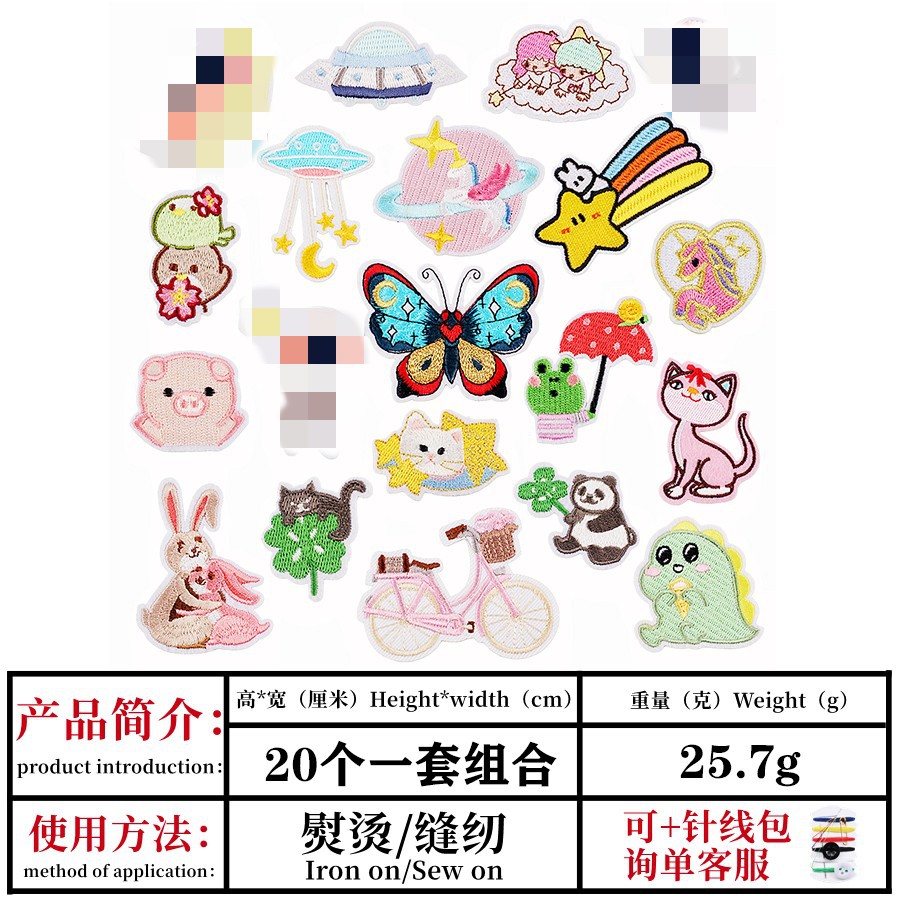 产品简介：
product introduction：
高*宽（厘米）Height*width（cm）
重量（克）Weight（g）
20个一套组合
25.7g
使用方法：
method of application：
熨烫/缝纫
Iron on/Sew on
可+针线包
询单客服